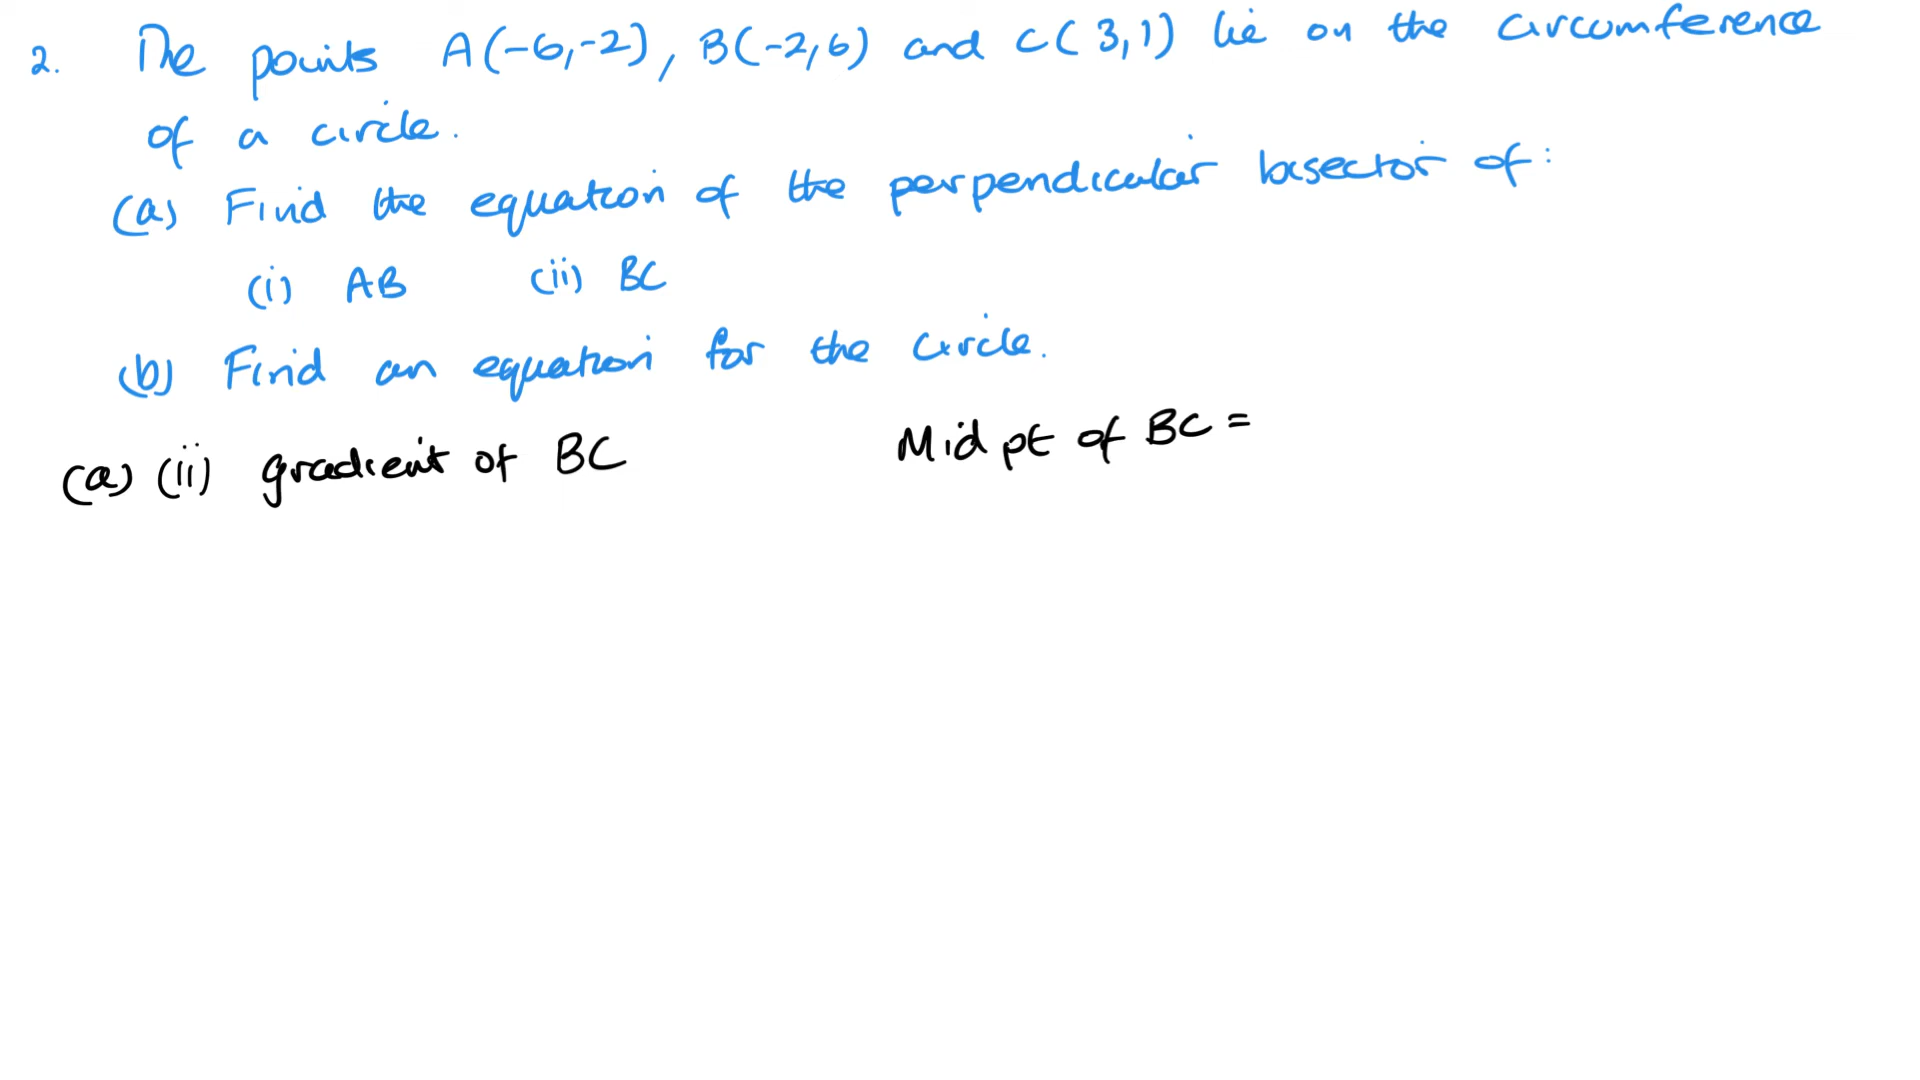 2. The points A(-6,-2), B(-2,6) and C(3,1) lie on the circumference
of a circle.
(a) Find the equation of the perpendicular bisector of:
(i) AB (ii) BC
(b) Find an equation for the circle.
(a) (ii) gradient of BC Mid pt of BC =